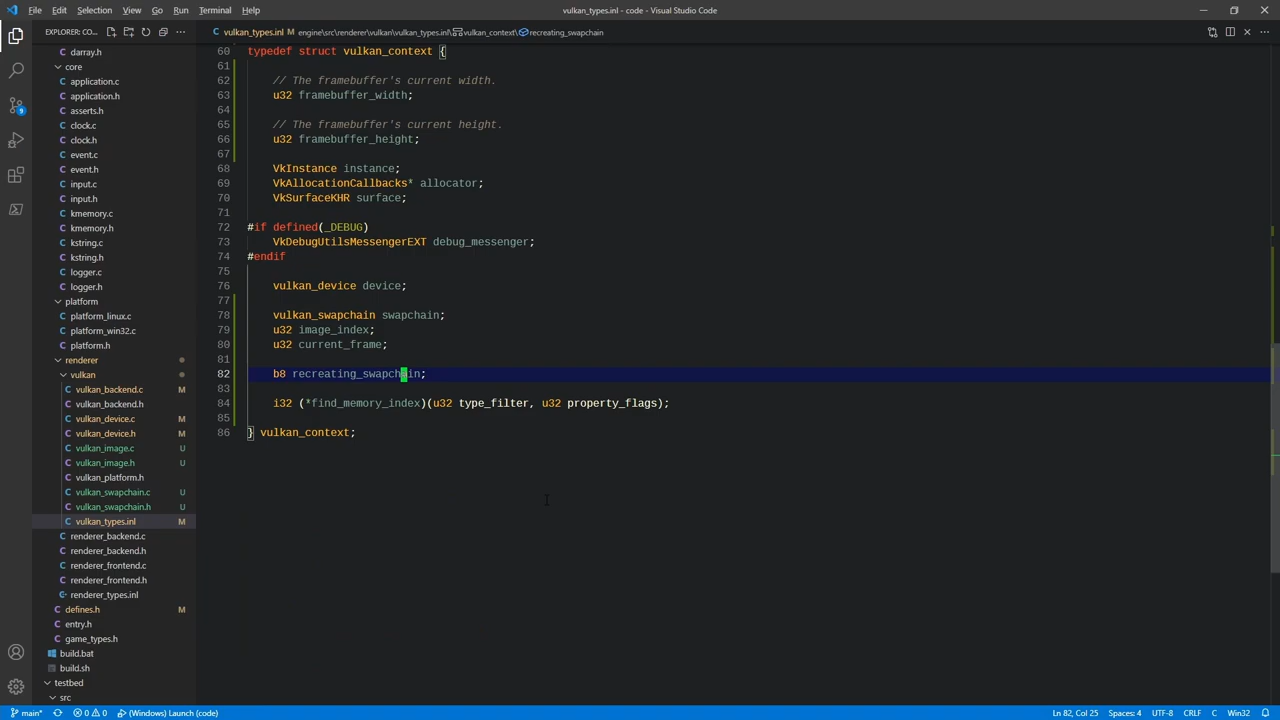 File Edit Selection View Go Run Terminal Help
vulkan_types.inl - code - Visual Studio Code
EXPLORER: CO...
darray.h
core
application.c
application.h
asserts.h
clock.c
clock.h
event.c
event.h
input.c
input.h
kmemory.c
kmemory.h
kstring.c
kstring.h
logger.c
logger.h
platform
platform_linux.c
platform_win32.c
platform.h
renderer
vulkan
vulkan_backend.c M
vulkan_backend.h
vulkan_device.c M
vulkan_device.h M
vulkan_image.c U
vulkan_image.h U
vulkan_platform.h
vulkan_swapchain.c U
vulkan_swapchain.h U
vulkan_types.inl M
renderer_backend.c
renderer_backend.h
renderer_frontend.c
renderer_frontend.h
renderer_types.inl
defines.h M
entry.h
game_types.h
build.bat
build.sh
testbed
src
9
vulkan_types.inl M engine\src\renderer\vulkan\vulkan_types.inl\vulkan_context\recreating_swapchain
60 typedef struct vulkan_context {
61
62 // The framebuffer's current width.
63 u32 framebuffer_width;
64
65 // The framebuffer's current height.
66 u32 framebuffer_height;
67
68 VkInstance instance;
69 VkAllocationCallbacks* allocator;
70 VkSurfaceKHR surface;
71
72 #if defined(_DEBUG)
73 VkDebugUtilsMessengerEXT debug_messenger;
74 #endif
75
76 vulkan_device device;
77
78 vulkan_swapchain swapchain;
79 u32 image_index;
80 u32 current_frame;
81
82 b8 recreating_swapchain;
83
84 i32 (*find_memory_index)(u32 type_filter, u32 property_flags);
85
86 } vulkan_context;
main* 0 0 (Windows) Launch (code)
Ln 82, Col 25 Spaces: 4 UTF-8 CRLF C Win32